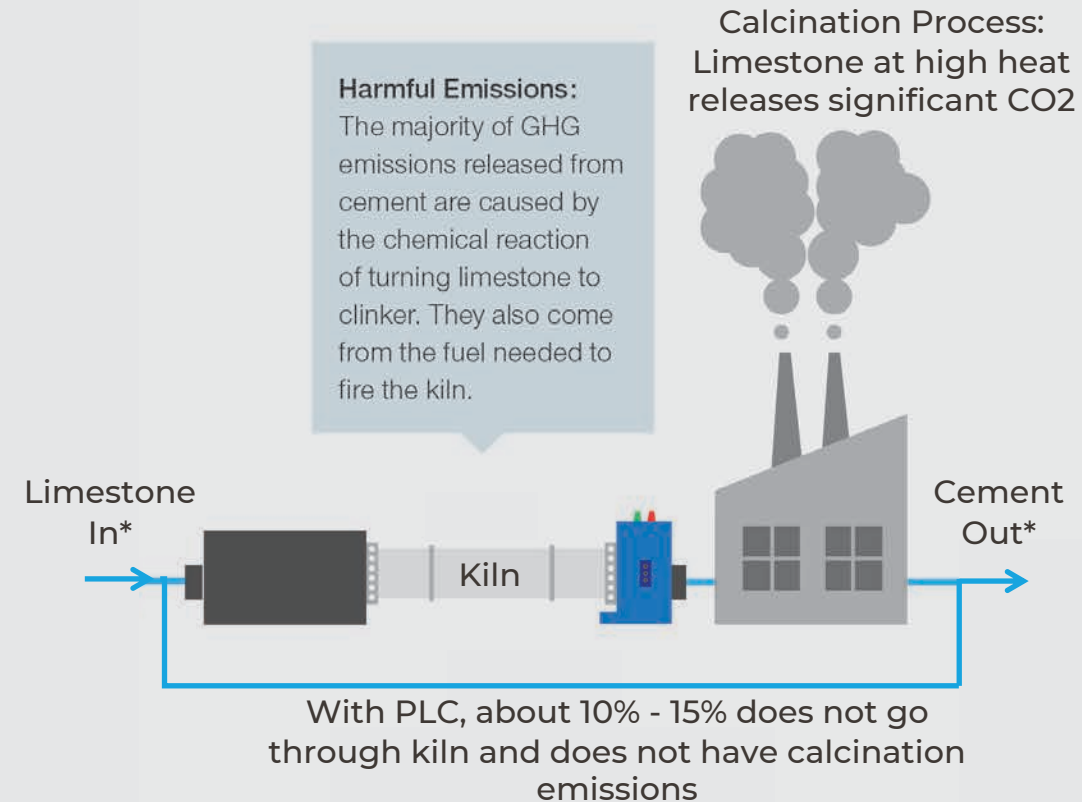 Calcination Process:
Limestone at high heat
releases significant CO2
Harmful Emissions:
The majority of GHG
emissions released from
cement are caused by
the chemical reaction
of turning limestone to
clinker. They also come
from the fuel needed to
fire the kiln.
Limestone
In*
Kiln
Cement
Out*
With PLC, about 10% - 15% does not go
through kiln and does not have calcination
emissions